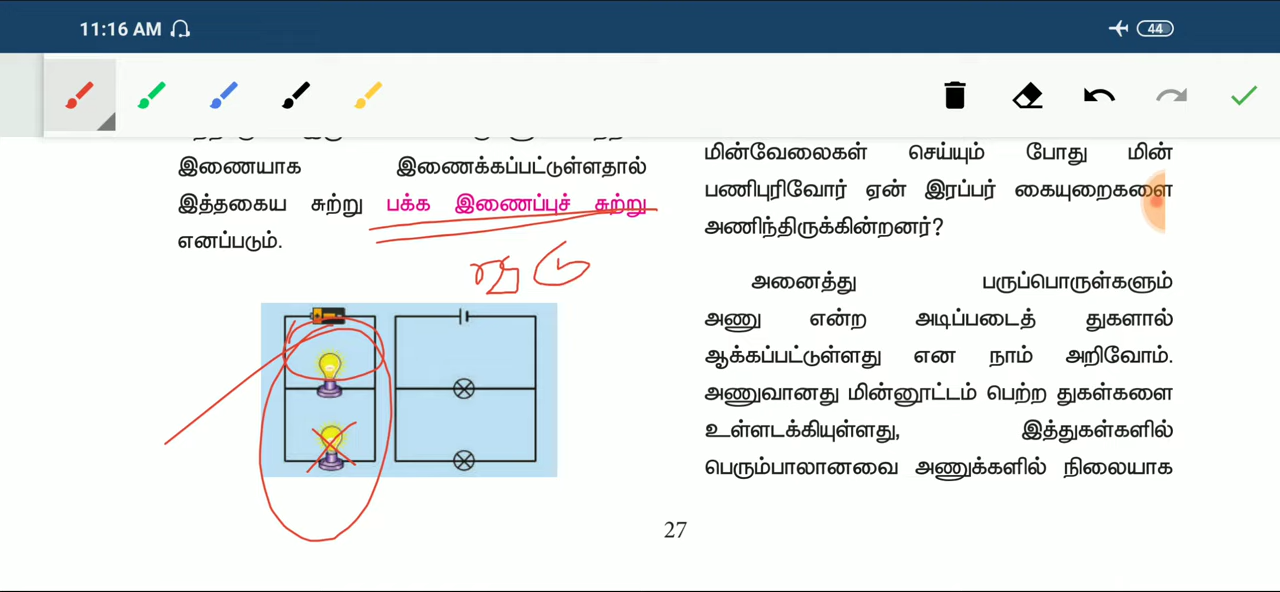 11:16 AM
44
இணையாக இணைக்கப்பட்டுள்ளதால்
இத்தகைய சுற்று பக்க இணைப்புச் சுற்று
எனப்படும்.
மின்வேலைகள் செய்யும் போது மின்
பணிபுரிவோர் ஏன் இரப்பர் கையுறைகளை
அணிந்திருக்கின்றனர்?
அனைத்து பருப்பொருள்களும்
அணு என்ற அடிப்படைத் துகளால்
ஆக்கப்பட்டுள்ளது என நாம் அறிவோம்.
அணுவானது மின்னூட்டம் பெற்ற துகள்களை
உள்ளடக்கியுள்ளது, இத்துகள்களில்
பெரும்பாலானவை அணுக்களில் நிலையாக
27